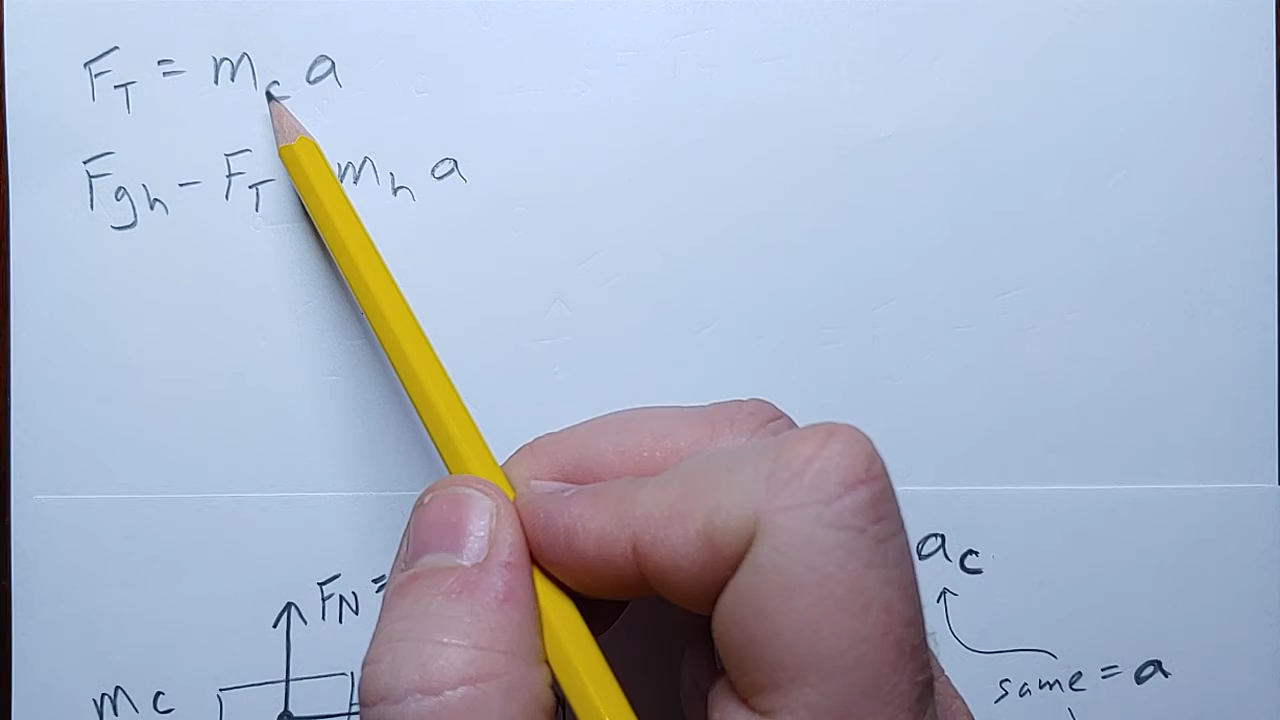 F_T = m_c a
F_gh - F_T m_h a
a_c
F_N =
same = a
m_c